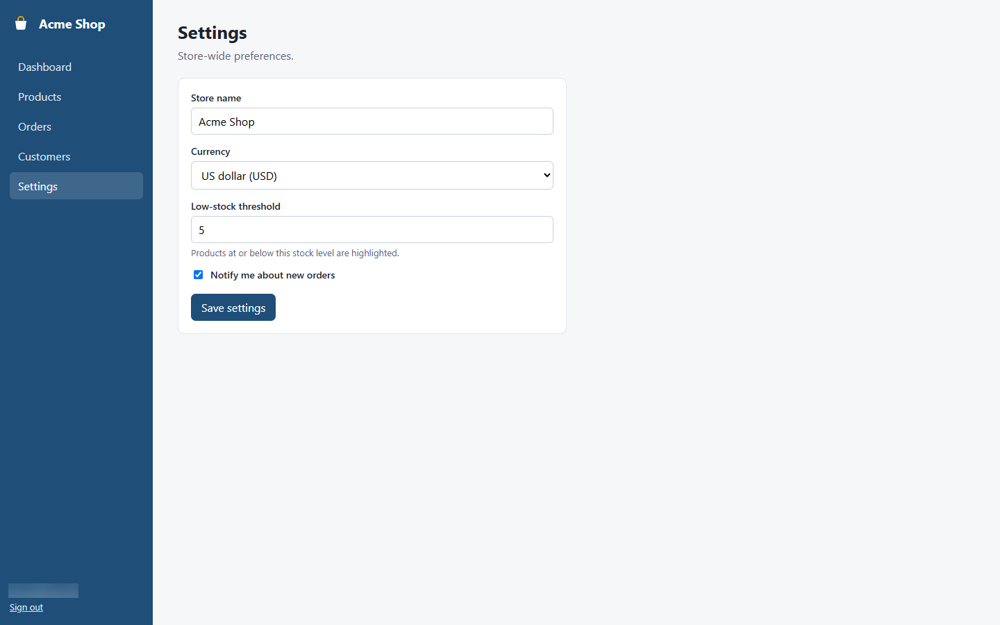 Acme Shop
Dashboard
Products
Orders
Customers
Settings
Sign out
Settings
Store-wide preferences.
Store name
Acme Shop
Currency
US dollar (USD)
Low-stock threshold
5
Products at or below this stock level are highlighted.
Notify me about new orders
Save settings